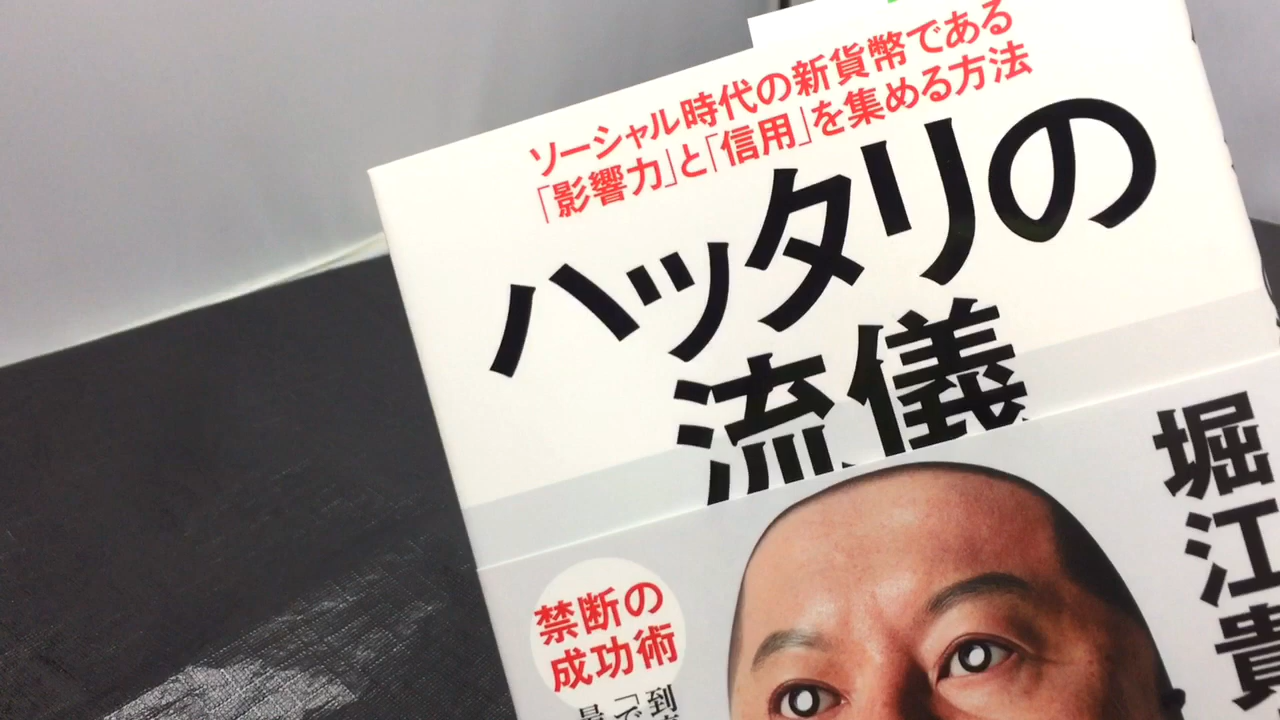 ソーシャル時代の新貨幣である
「影響力」と「信用」を集める方法
ハッタリの
流儀
堀江貴
禁断の
成功術